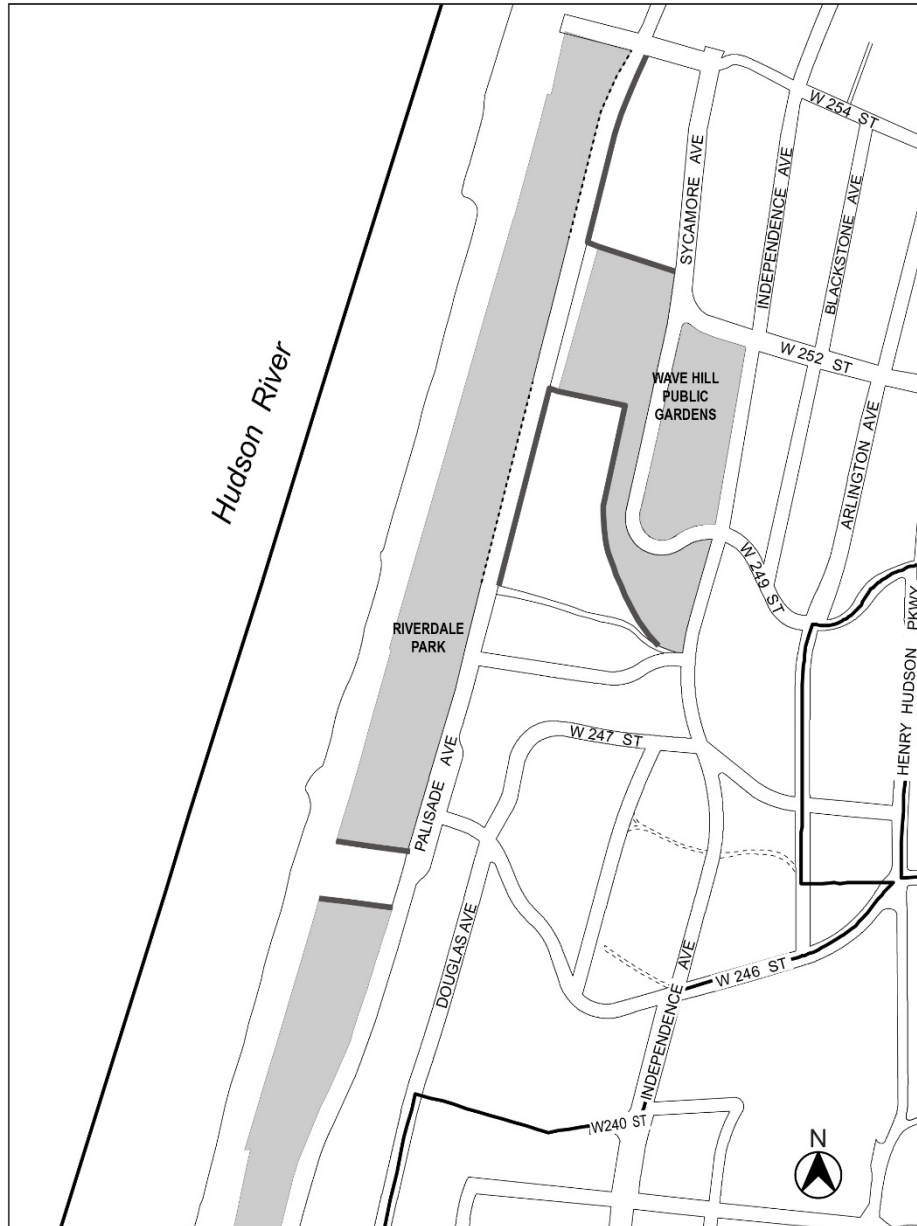 W 254 ST
SYCAMORE AVE
INDEPENDENCE AVE
BLACKSTONE AVE
Hudson River
W 252 ST
WAVE HILL
PUBLIC
GARDENS
ARLINGTON AVE
W 249 ST
RIVERDALE
PARK
HENRY HUDSON PKWY
W 247 ST
PALISADE AVE
DOUGLAS AVE
W 246 ST
INDEPENDENCE AVE
W240 ST
N